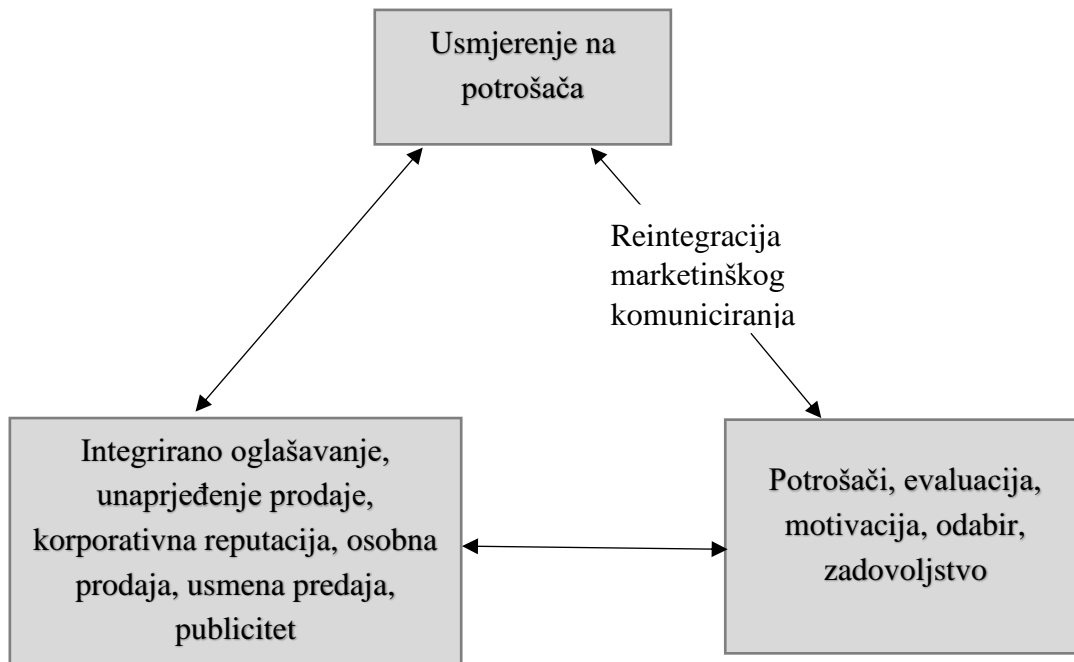 Usmjerenje na
potrošača
Reintegracija
marketinškog
komuniciranja
Integrirano oglašavanje,
unaprjeđenje prodaje,
korporativna reputacija, osobna
prodaja, usmena predaja,
publicitet
Potrošači, evaluacija,
motivacija, odabir,
zadovoljstvo